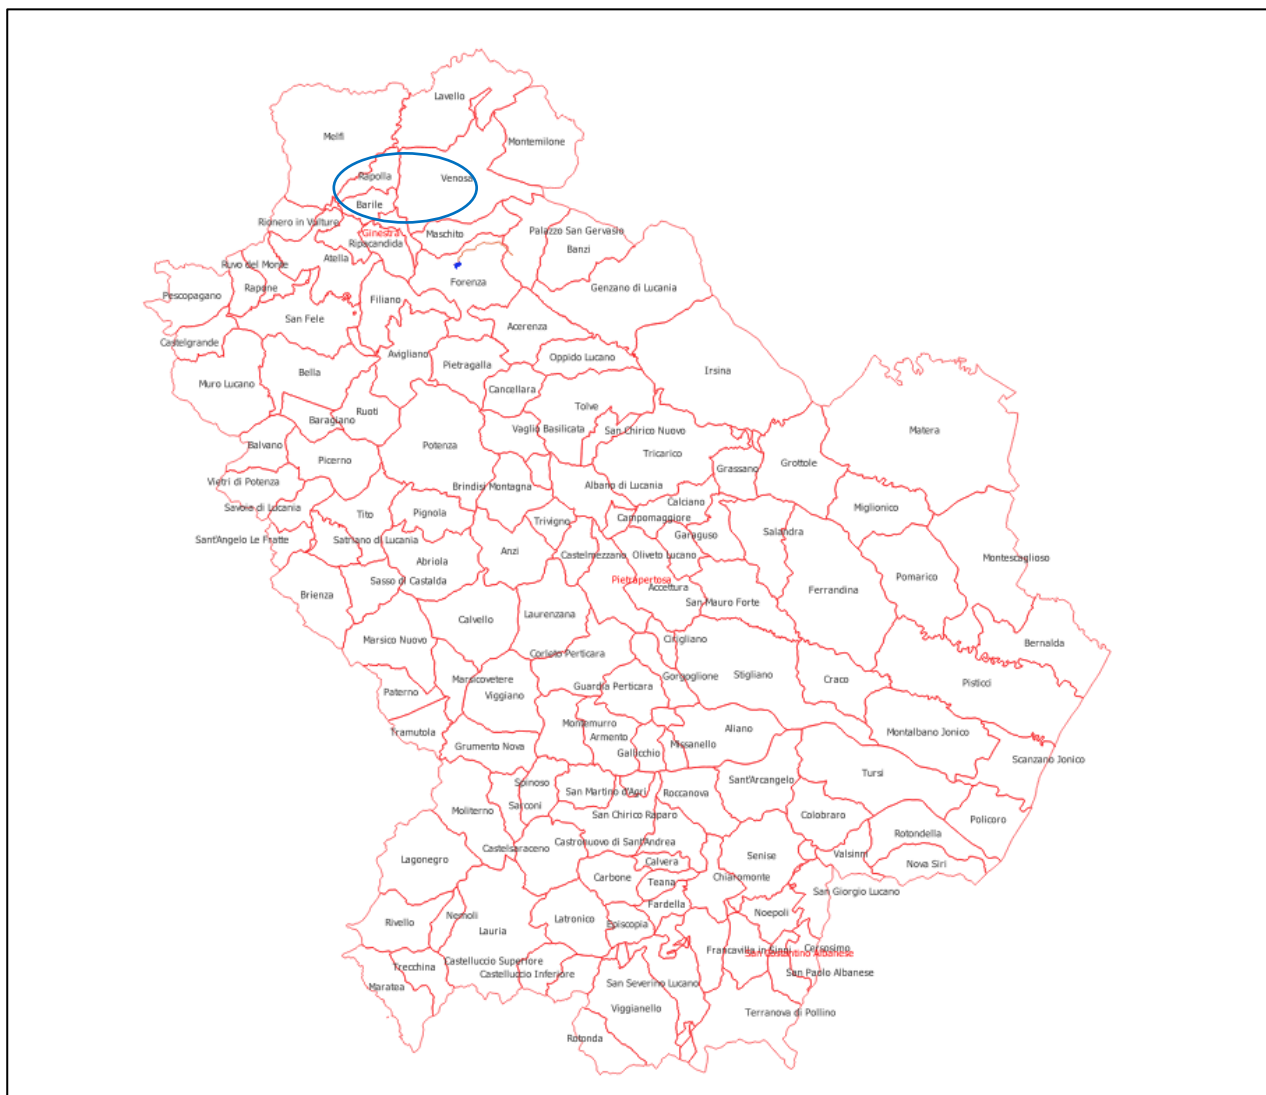 Lavello
Melfi
Montemilone
Rapolla
Venosa
Barile
Rionero in Vulture
Ginestra
Maschito
Palazzo San Gervasio
Ripacandida
Banzi
Atella
Ruvo del Monte
Forenza
Rapone
Genzano di Lucania
Pescopagano
Filiano
San Fele
Acerenza
Castelgrande
Avigliano
Oppido Lucano
Pietragalla
Irsina
Bella
Muro Lucano
Cancellara
Tolve
Ruoti
Baragiano
Vaglio Basilicata
San Chirico Nuovo
Matera
Balvano
Potenza
Tricarico
Picerno
Grottole
Grassano
Vietri di Potenza
Brindisi Montagna
Albano di Lucania
Calciano
Savoia di Lucania
Tito
Pignola
Miglionico
Trivigno
Campomaggiore
Salandra
Garaguso
Sant'Angelo Le Fratte
Satriano di Lucania
Anzi
Castelmezzano
Oliveto Lucano
Montescaglioso
Abriola
Sasso di Castalda
Pietrapertosa
Pomarico
Accettura
Brienza
Ferrandina
San Mauro Forte
Calvello
Laurenzana
Marsico Nuovo
Cirigliano
Bernalda
Corleto Perticara
Marsicovetere
Gorgoglione
Stigliano
Craco
Pisticci
Guardia Perticara
Paterno
Viggiano
Montemurro
Tramutola
Aliano
Montalbano Jonico
Armento
Grumento Nova
Gallicchio
Missanello
Scanzano Jonico
Tursi
Spinoso
Sant'Arcangelo
San Martino d'Agri
Roccanova
Sarconi
Moliterno
San Chirico Raparo
Colobraro
Policoro
Rotondella
Castelsaraceno
Castronuovo di Sant'Andrea
Lagonegro
Calvera
Senise
Valsinni
Nova Siri
Carbone
Teana
Chiaromonte
San Giorgio Lucano
Fardella
Nemoli
Noepoli
Rivello
Lauria
Latronico
Episcopia
Francavilla in Sinni
Cersosimo
San Costantino Albanese
Castelluccio Superiore
Trecchina
Castelluccio Inferiore
San Paolo Albanese
Maratea
San Severino Lucano
Viggianello
Terranova di Pollino
Rotonda